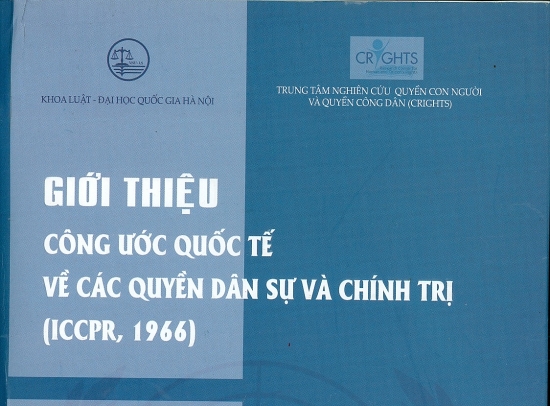 KHOA LUẬT - ĐẠI HỌC QUỐC GIA HÀ NỘI
CRIGHTS
TRUNG TÂM NGHIÊN CỨU QUYỀN CON NGƯỜI
VÀ QUYỀN CÔNG DÂN (CRIGHTS)
GIỚI THIỆU
CÔNG ƯỚC QUỐC TẾ
VỀ CÁC QUYỀN DÂN SỰ VÀ CHÍNH TRỊ
(ICCPR, 1966)